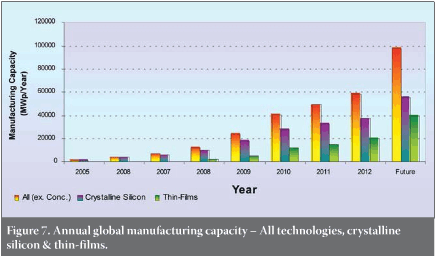 120000
100000
80000
60000
40000
20000
0
Manufacturing Capacity
(MWp/Year)
2005 2006 2007 2008 2009 2010 2011 2012 Future
Year
All (ex. Conc.) Crystalline Silicon Thin-Films
Figure 7. Annual global manufacturing capacity – All technologies, crystalline
silicon & thin-films.